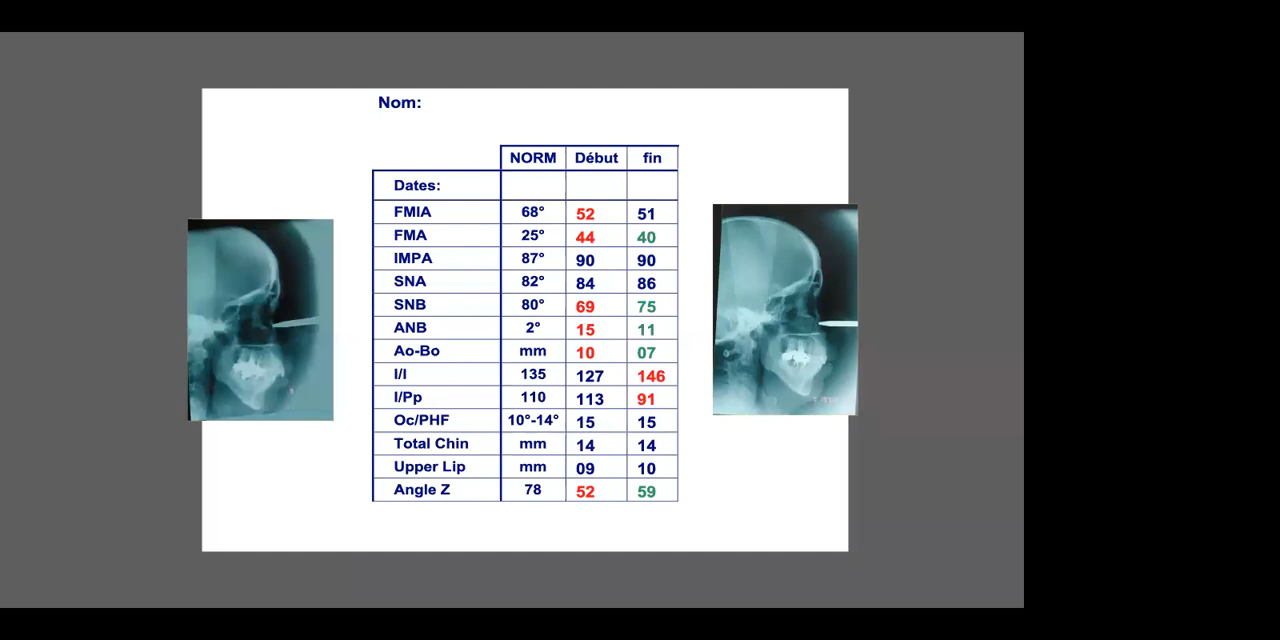 Nom:
NORM Début fin
Dates:
FMIA 68° 52 51
FMA 25° 44 40
IMPA 87° 90 90
SNA 82° 84 86
SNB 80° 69 75
ANB 2° 15 11
Ao-Bo mm 10 07
I/I 135 127 146
I/Pp 110 113 91
Oc/PHF 10°-14° 15 15
Total Chin mm 14 14
Upper Lip mm 09 10
Angle Z 78 52 59